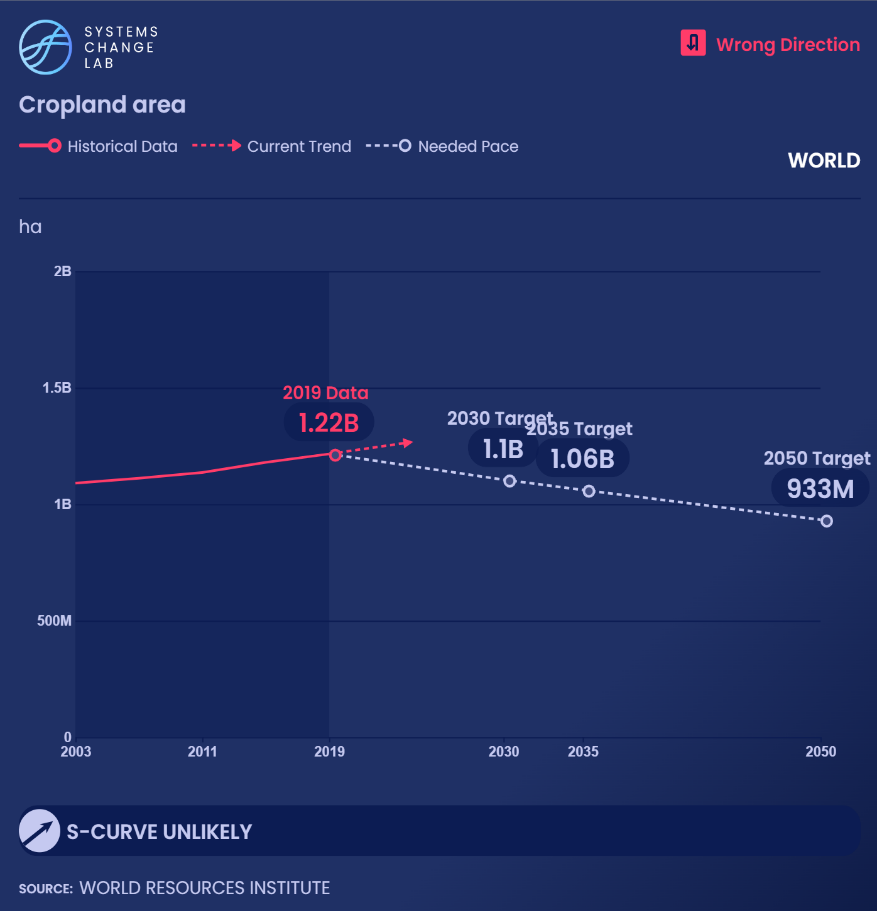 SYSTEMS
CHANGE
LAB
Wrong Direction
Cropland area
Historical Data
Current Trend
Needed Pace
WORLD
ha
2B
1.5B
1B
500M
0
2019 Data
1.22B
2030 Target
1.1B
2035 Target
1.06B
2050 Target
933M
2003
2011
2019
2030
2035
2050
S-CURVE UNLIKELY
SOURCE: WORLD RESOURCES INSTITUTE